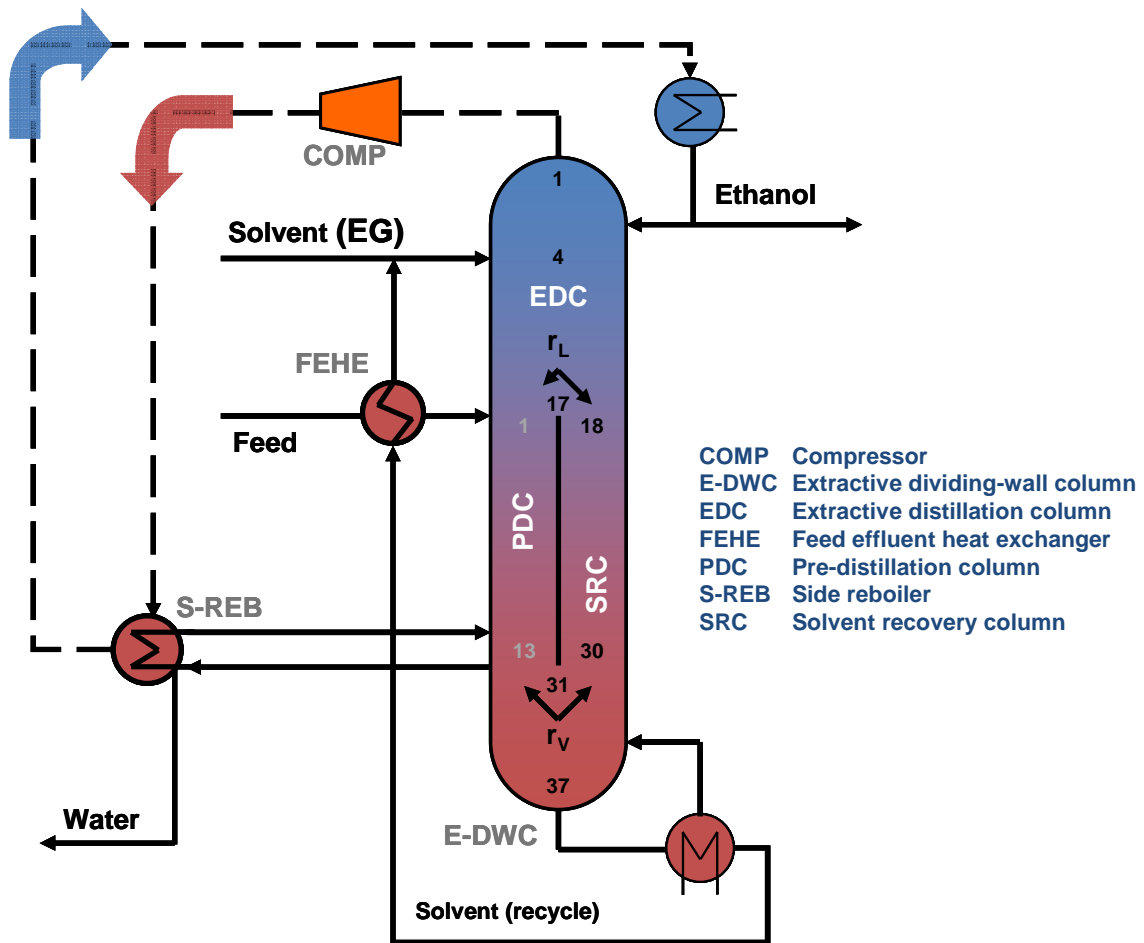 COMP
1
Ethanol
Solvent (EG)
4
EDC
FEHE
rL
17
1
18
Feed
PDC
SRC
COMP Compressor
E-DWC Extractive dividing-wall column
EDC Extractive distillation column
FEHE Feed effluent heat exchanger
PDC Pre-distillation column
S-REB Side reboiler
SRC Solvent recovery column
S-REB
13
30
31
rV
37
Water
E-DWC
Solvent (recycle)